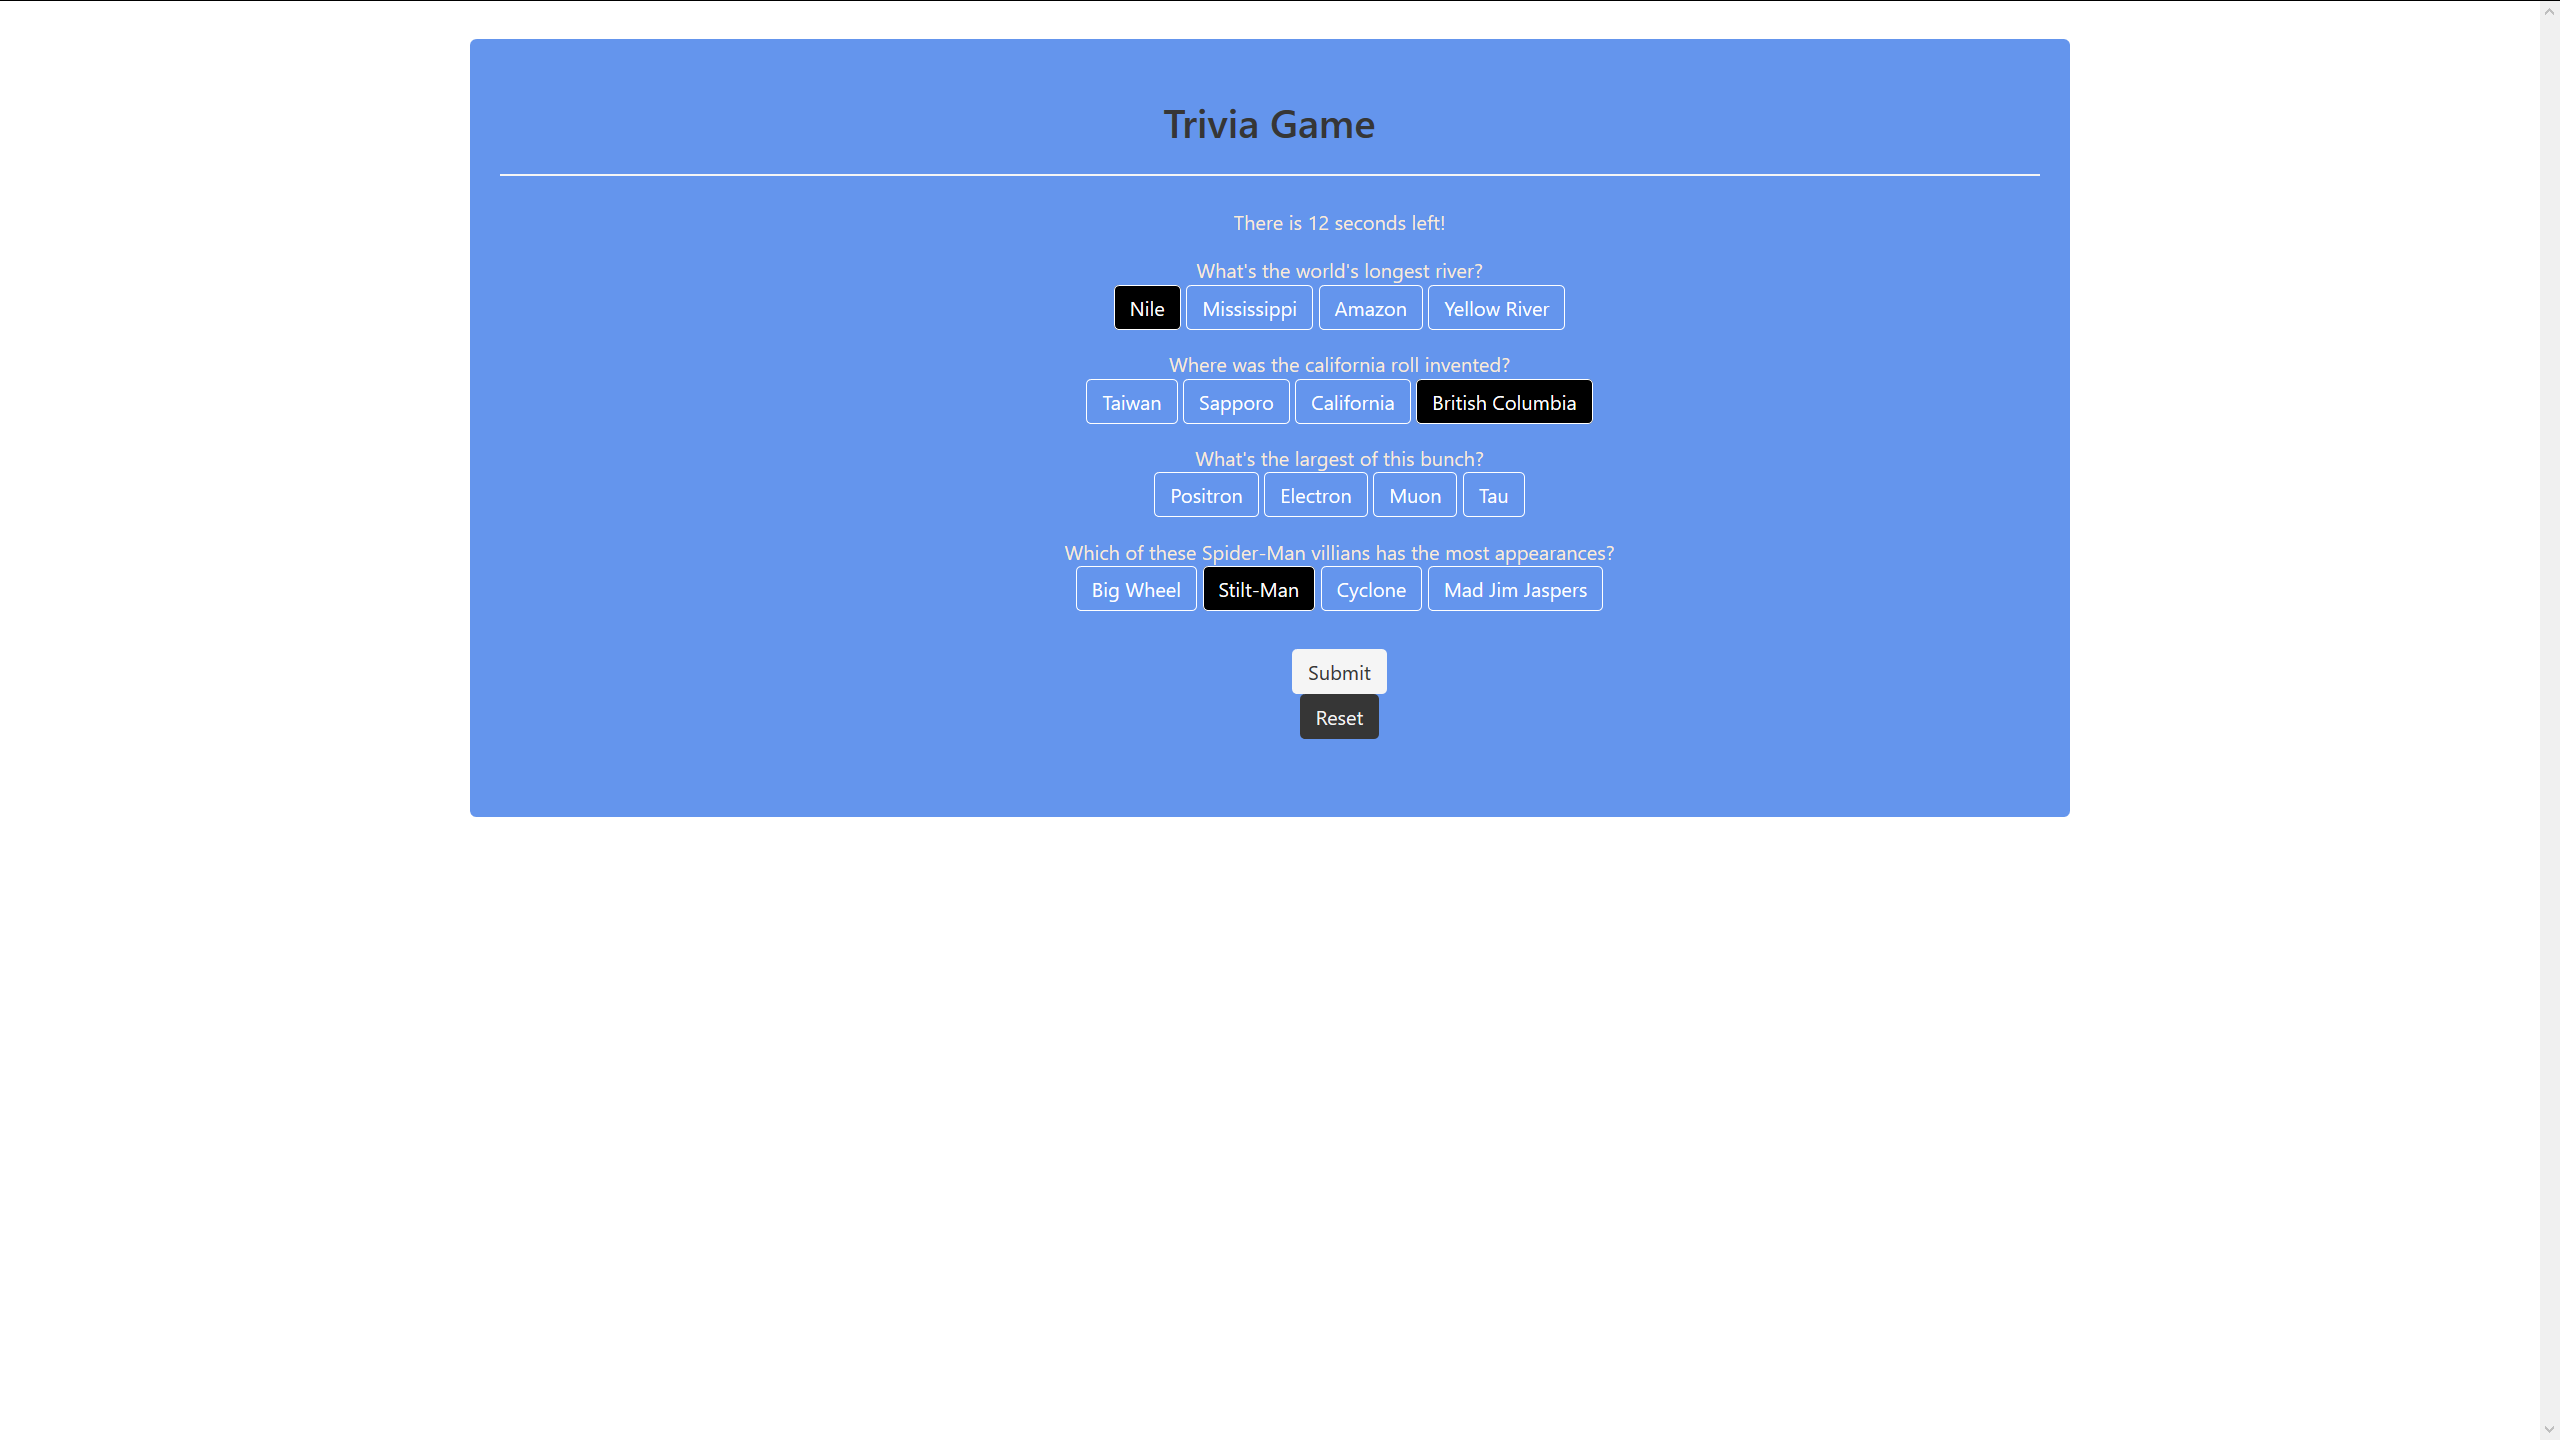 Trivia Game
There is 12 seconds left!
What's the world's longest river?
Nile Mississippi Amazon Yellow River
Where was the california roll invented?
Taiwan Sapporo California British Columbia
What's the largest of this bunch?
Positron Electron Muon Tau
Which of these Spider-Man villians has the most appearances?
Big Wheel Stilt-Man Cyclone Mad Jim Jaspers
Submit
Reset